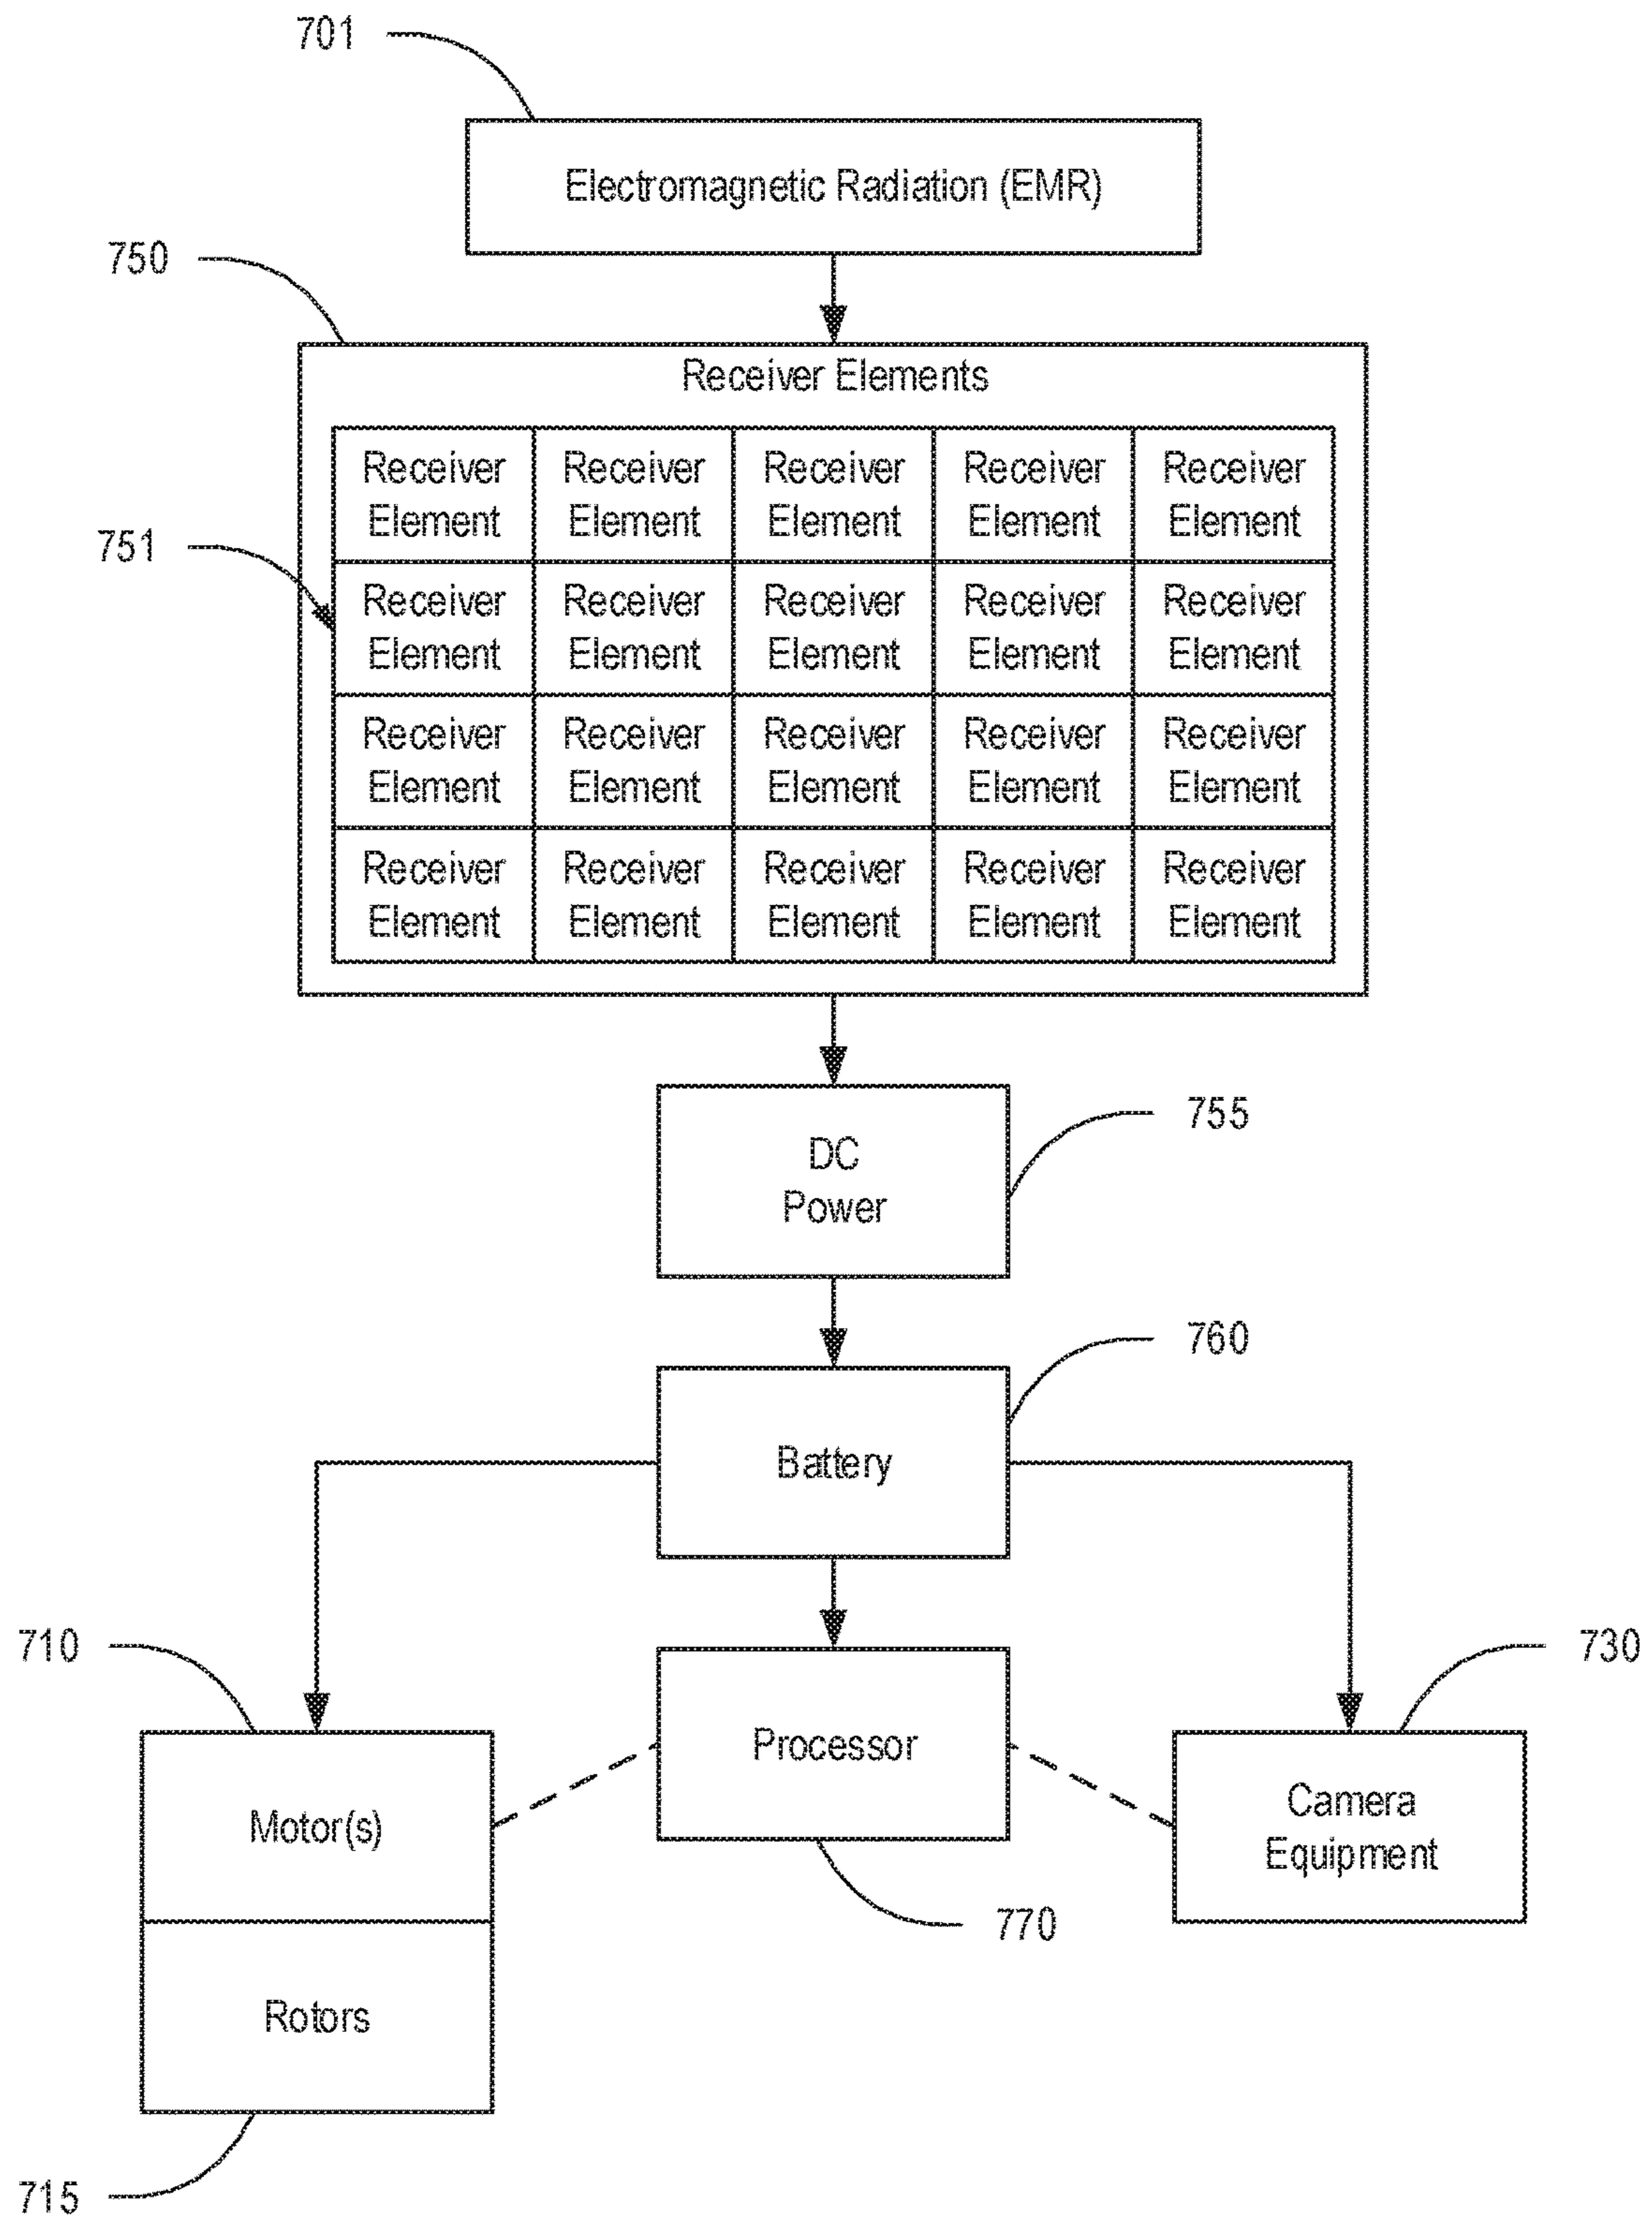 701
Electromagnetic Radiation (EMR)
750
Receiver Elements
Receiver Receiver Receiver Receiver Receiver
Element Element Element Element Element
751
Receiver Receiver Receiver Receiver Receiver
Element Element Element Element Element
Receiver Receiver Receiver Receiver Receiver
Element Element Element Element Element
Receiver Receiver Receiver Receiver Receiver
Element Element Element Element Element
DC
Power
755
Battery
760
710
Motor(s)
Processor
770
730
Camera
Equipment
Rotors
715